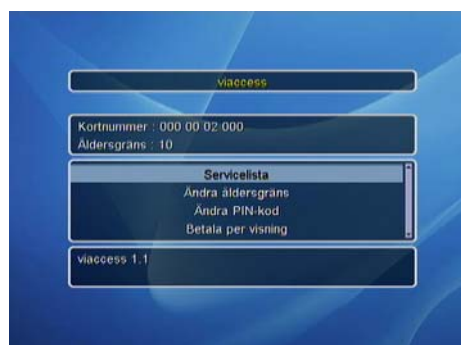 viaccess
Kortnummer : 000 00 02 000
Åldersgräns : 10
Servicelista
Ändra åldersgräns
Ändra PIN-kod
Betala per visning
viaccess 1.1